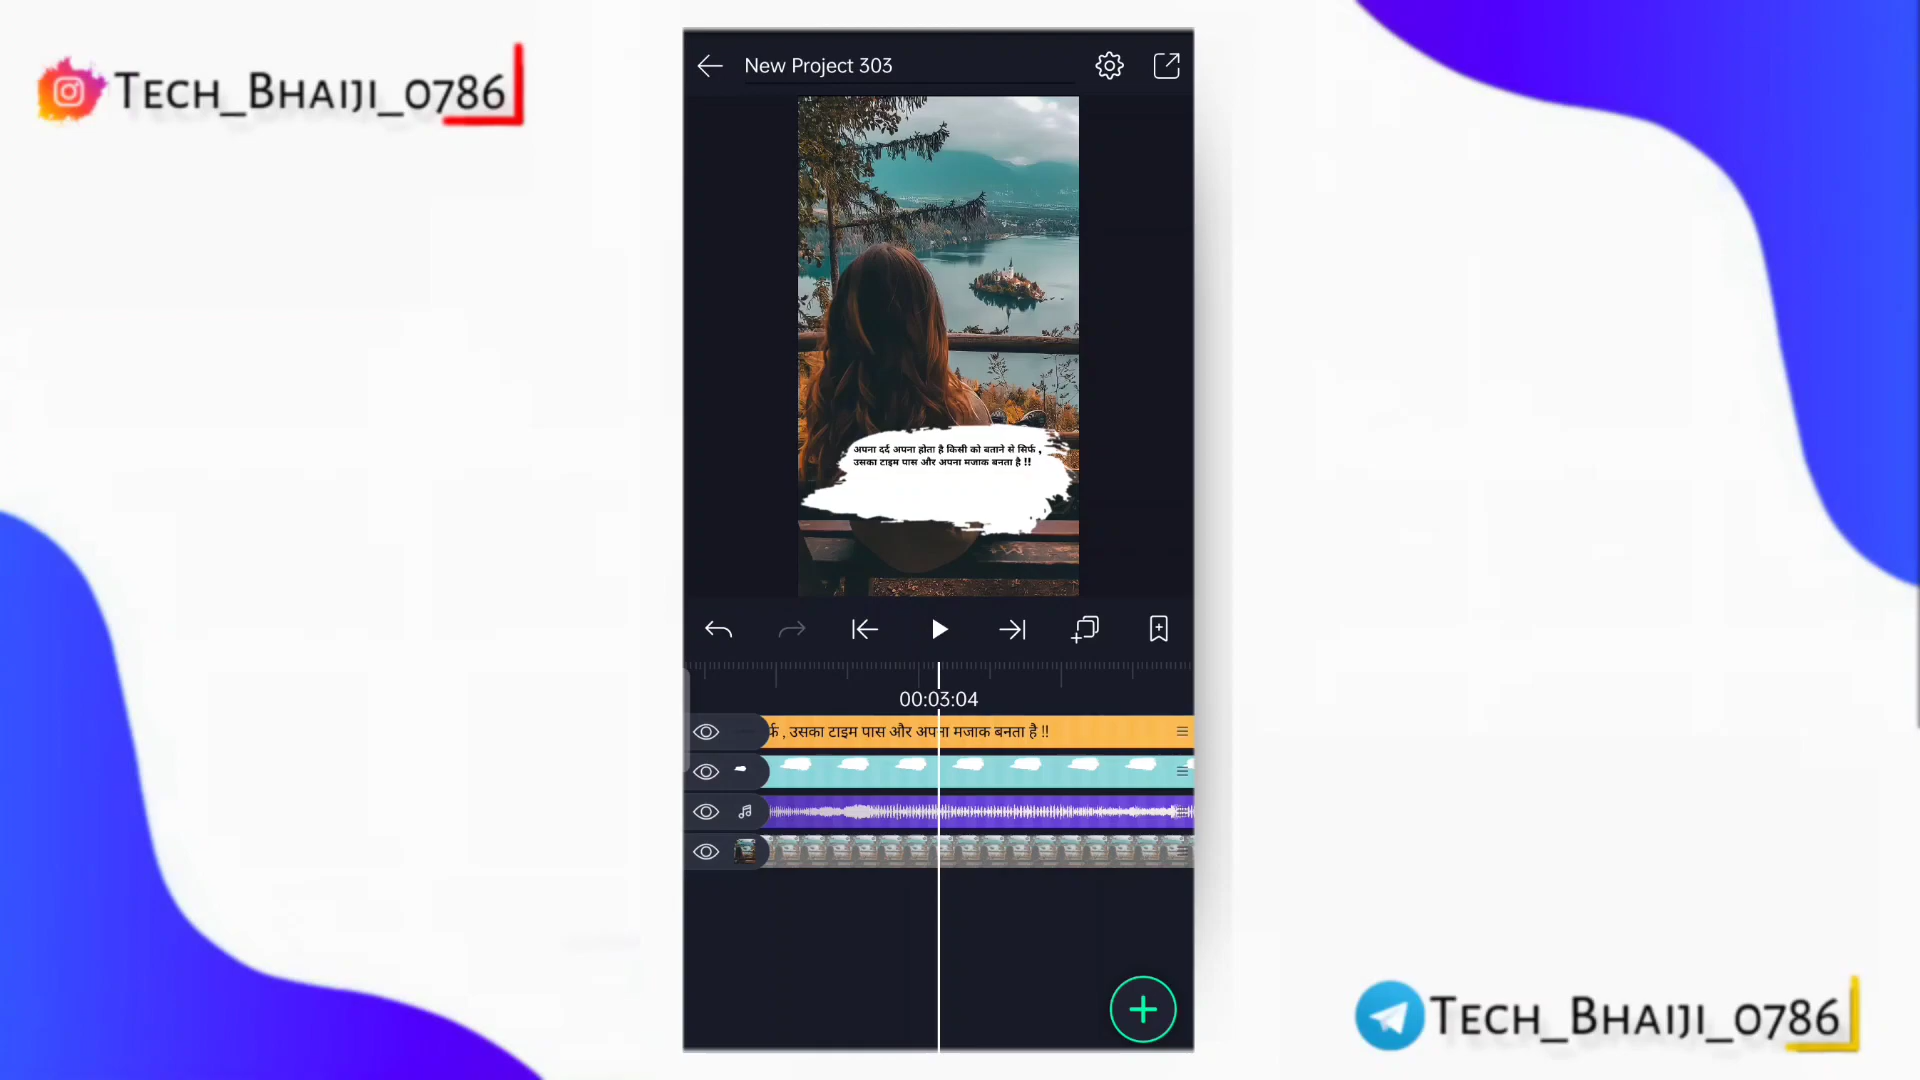 Tech_Bhaiji_0786
New Project 303
अपना दर्द अपना होता है किसी को बताने से सिर्फ ,
उसका टाइम पास और अपना मजाक बनता है !!
00:03:04
र्फ , उसका टाइम पास और अपना मजाक बनता है !!
Tech_Bhaiji_0786